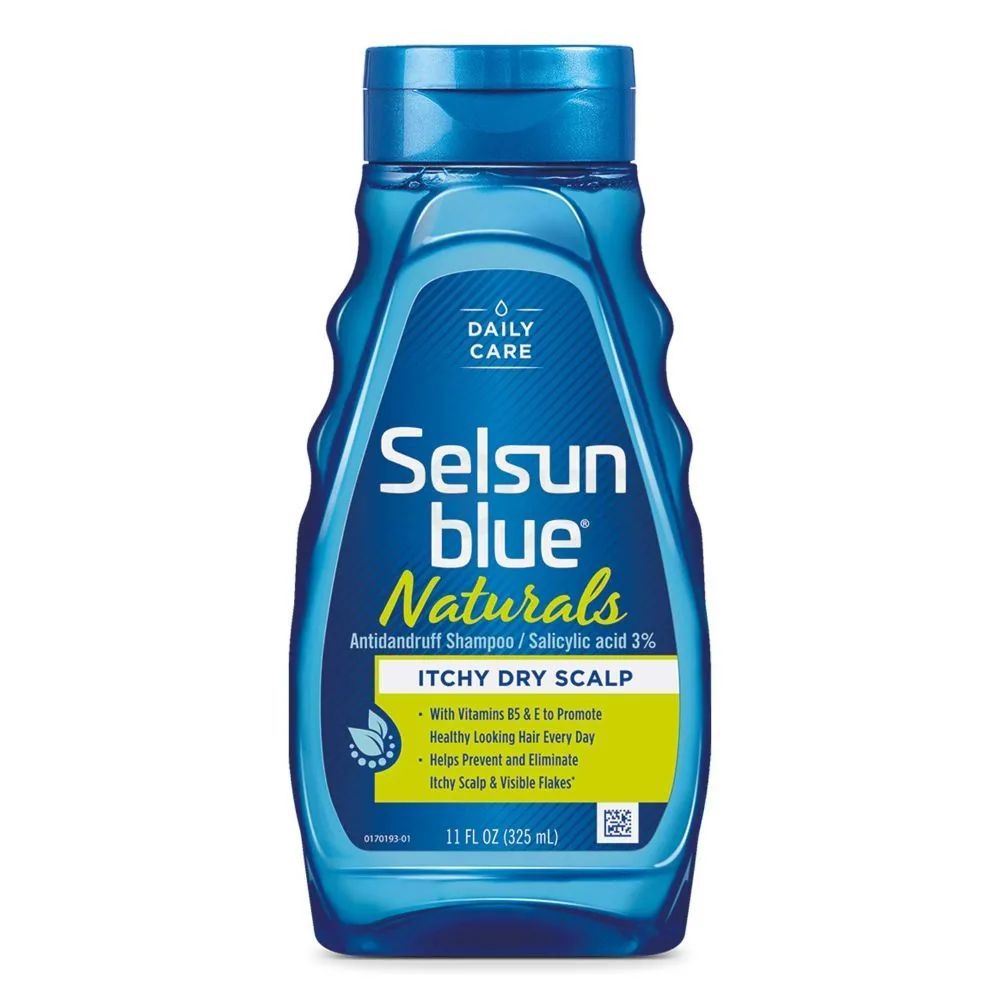 DAILY
CARE
Selsun
blue®
Naturals
Antidandruff Shampoo / Salicylic acid 3%
ITCHY DRY SCALP
• With Vitamins B5 & E to Promote
Healthy Looking Hair Every Day
• Helps Prevent and Eliminate
Itchy Scalp & Visible Flakes*
0170193-01
11 FL OZ (325 mL)